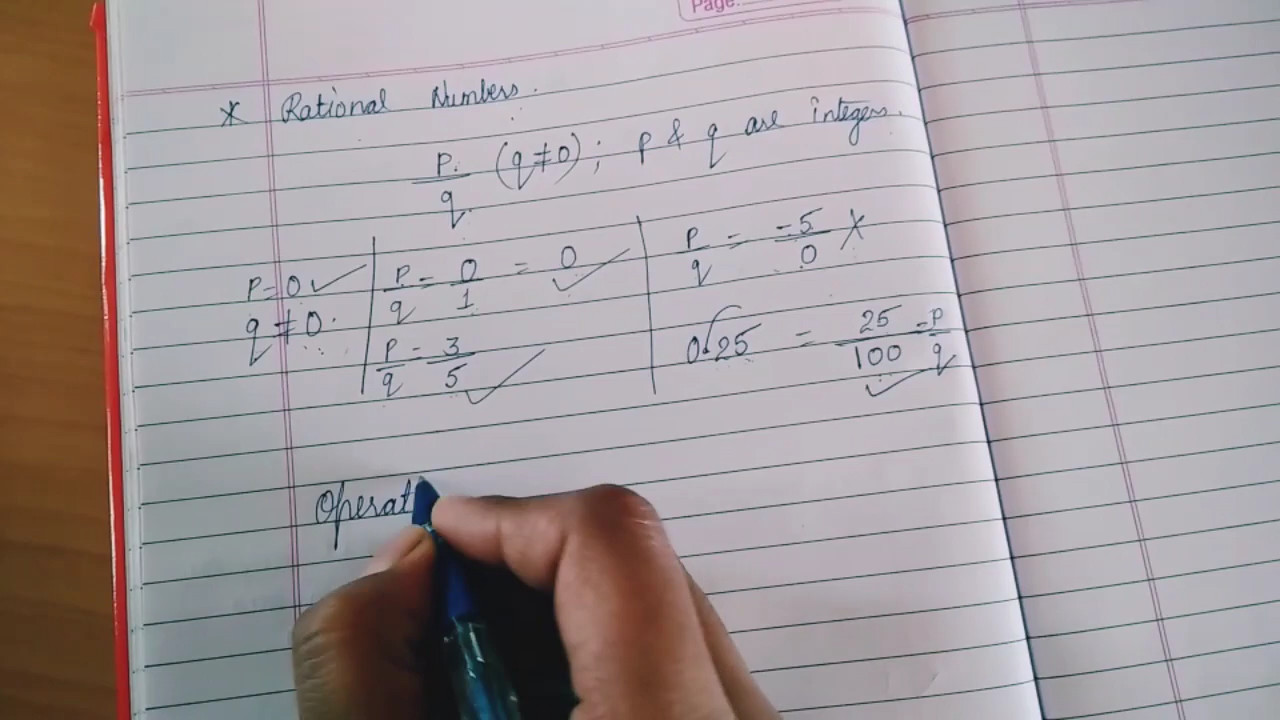 Page:
* Rational Numbers.
p/q (q≠0); p & q are integers.
p=0 ✓
q≠0.
p/q = 0/1 = 0 ✓
p/q = 3/5 ✓
p/q = -5/0 X
0.25 = 25/100 = p/q ✓
Operat